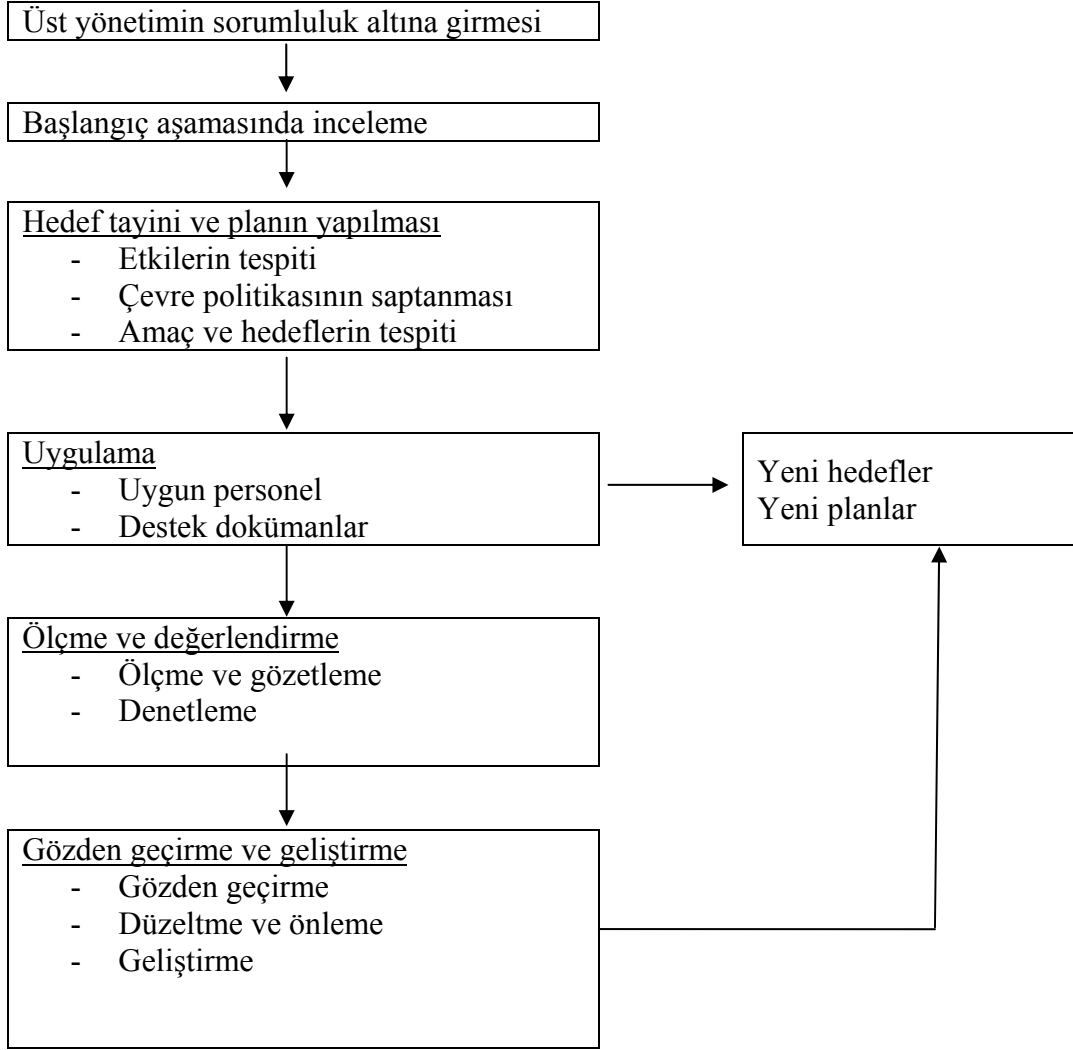 Üst yönetimin sorumluluk altına girmesi
Başlangıç aşamasında inceleme
Hedef tayini ve planın yapılması
- Etkilerin tespiti
- Çevre politikasının saptanması
- Amaç ve hedeflerin tespiti
Uygulama
- Uygun personel
- Destek dokümanlar
Yeni hedefler
Yeni planlar
Ölçme ve değerlendirme
- Ölçme ve gözetleme
- Denetleme
Gözden geçirme ve geliştirme
- Gözden geçirme
- Düzeltme ve önleme
- Geliştirme